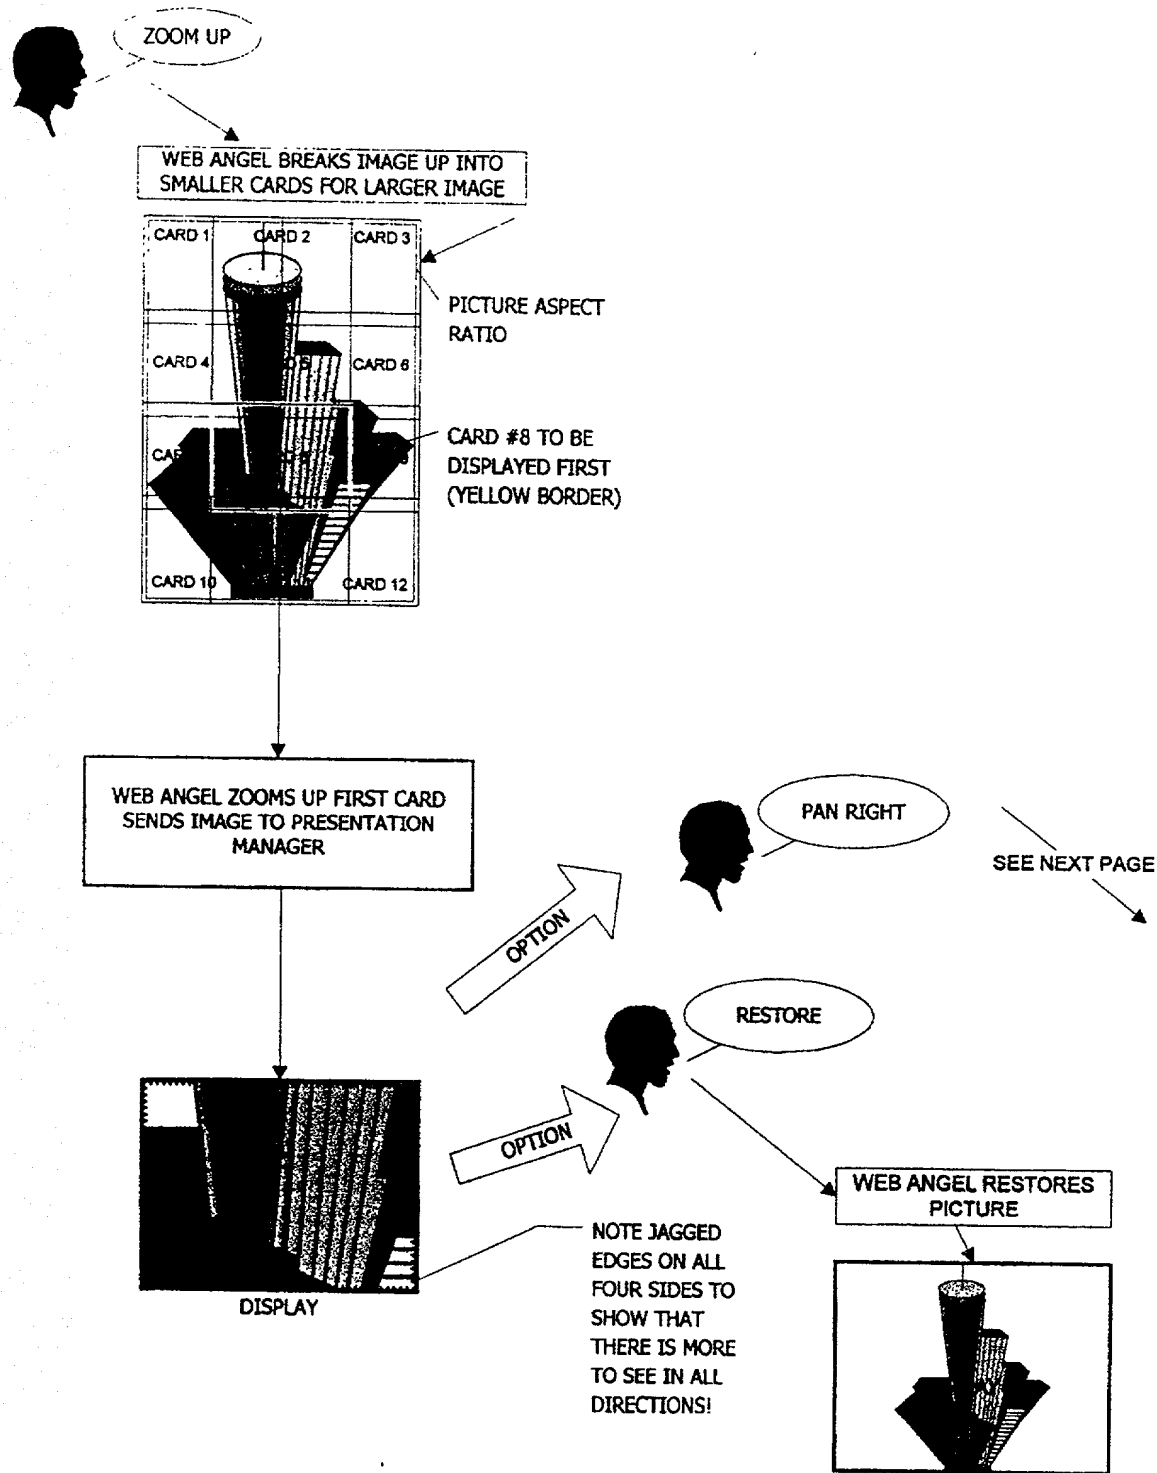 ZOOM UP
WEB ANGEL BREAKS IMAGE UP INTO
SMALLER CARDS FOR LARGER IMAGE
CARD 1
CARD 2
CARD 3
PICTURE ASPECT
RATIO
CARD 4
CARD 6
CARD #8 TO BE
DISPLAYED FIRST
(YELLOW BORDER)
CARD 10
CARD 12
WEB ANGEL ZOOMS UP FIRST CARD
SENDS IMAGE TO PRESENTATION
MANAGER
PAN RIGHT
SEE NEXT PAGE
OPTION
RESTORE
OPTION
WEB ANGEL RESTORES
PICTURE
NOTE JAGGED
EDGES ON ALL
FOUR SIDES TO
SHOW THAT
THERE IS MORE
TO SEE IN ALL
DIRECTIONS!
DISPLAY